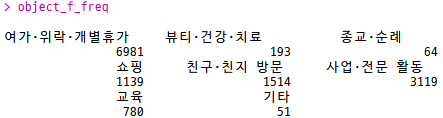 > object_f_freq
여가·위락·개별휴가 뷰티·건강·치료 종교·순례
6981 193 64
쇼핑 친구·친지 방문 사업·전문 활동
1139 1514 3119
교육 기타
780 51